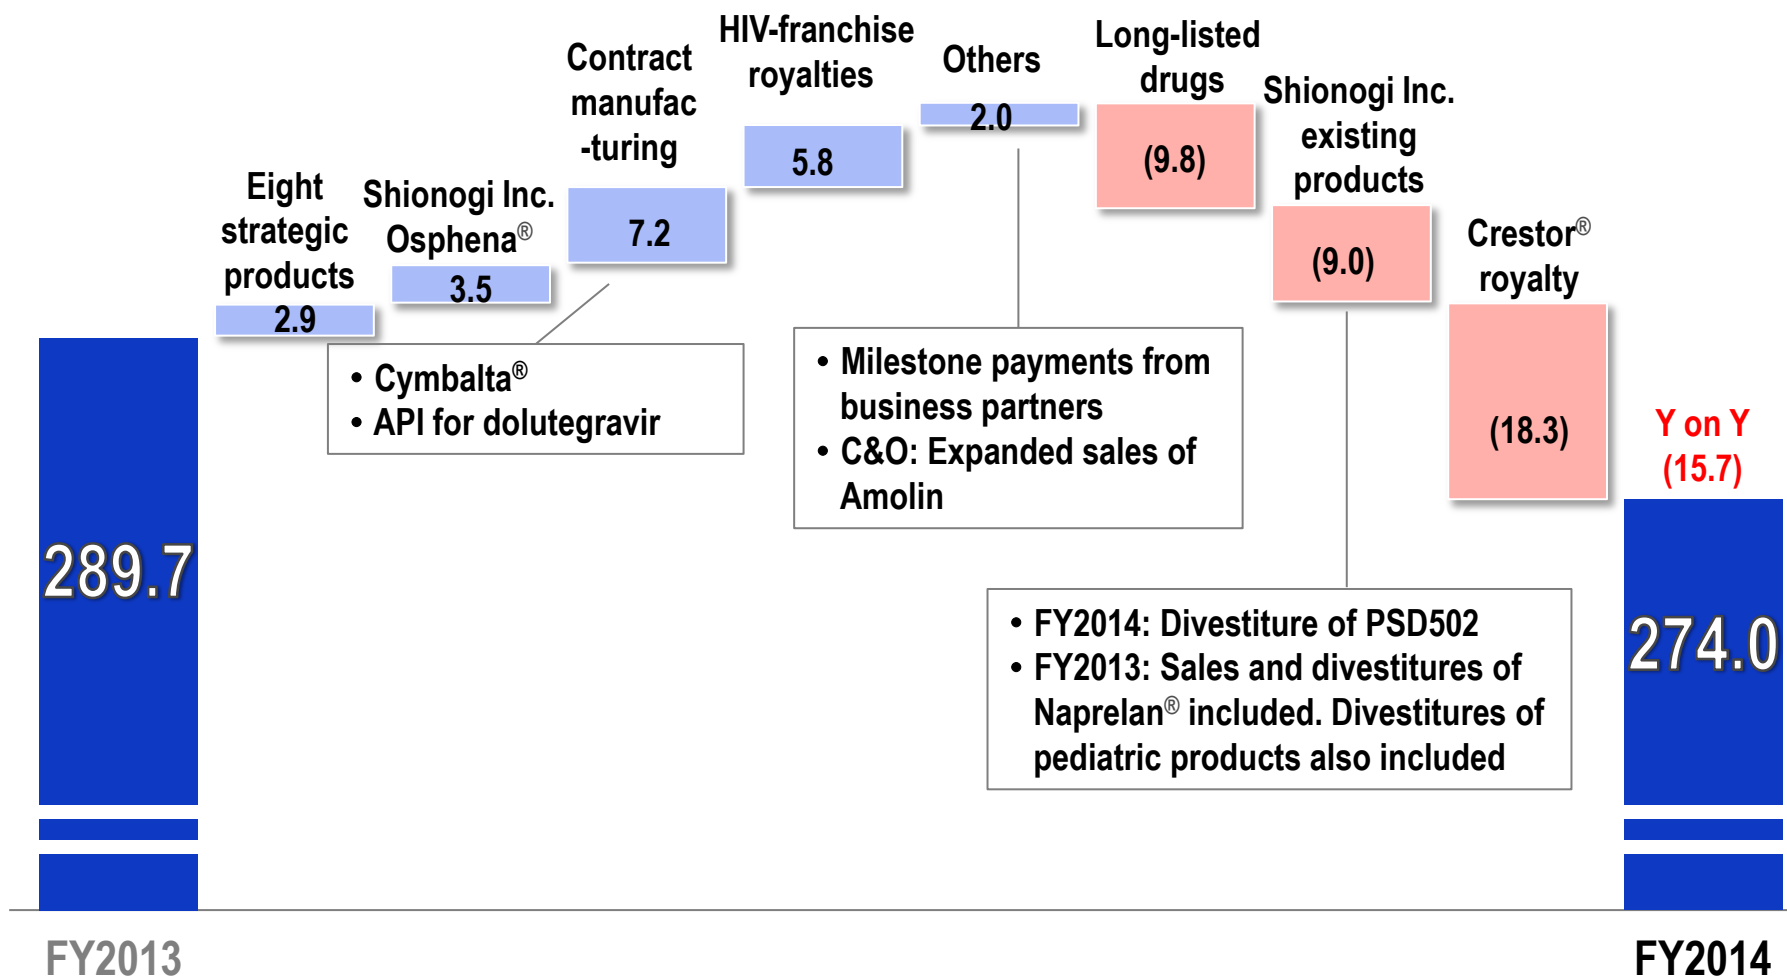 Eight
strategic
products
2.9
Shionogi Inc.
Osphena®
3.5
Contract
manufac
-turing
7.2
HIV-franchise
royalties
5.8
Others
2.0
Long-listed
drugs
(9.8)
Shionogi Inc.
existing
products
(9.0)
Crestor®
royalty
(18.3)
Y on Y
(15.7)
289.7
274.0
• Cymbalta®
• API for dolutegravir
• Milestone payments from
business partners
• C&O: Expanded sales of
Amolin
• FY2014: Divestiture of PSD502
• FY2013: Sales and divestitures of
Naprelan® included. Divestitures of
pediatric products also included
FY2013
FY2014